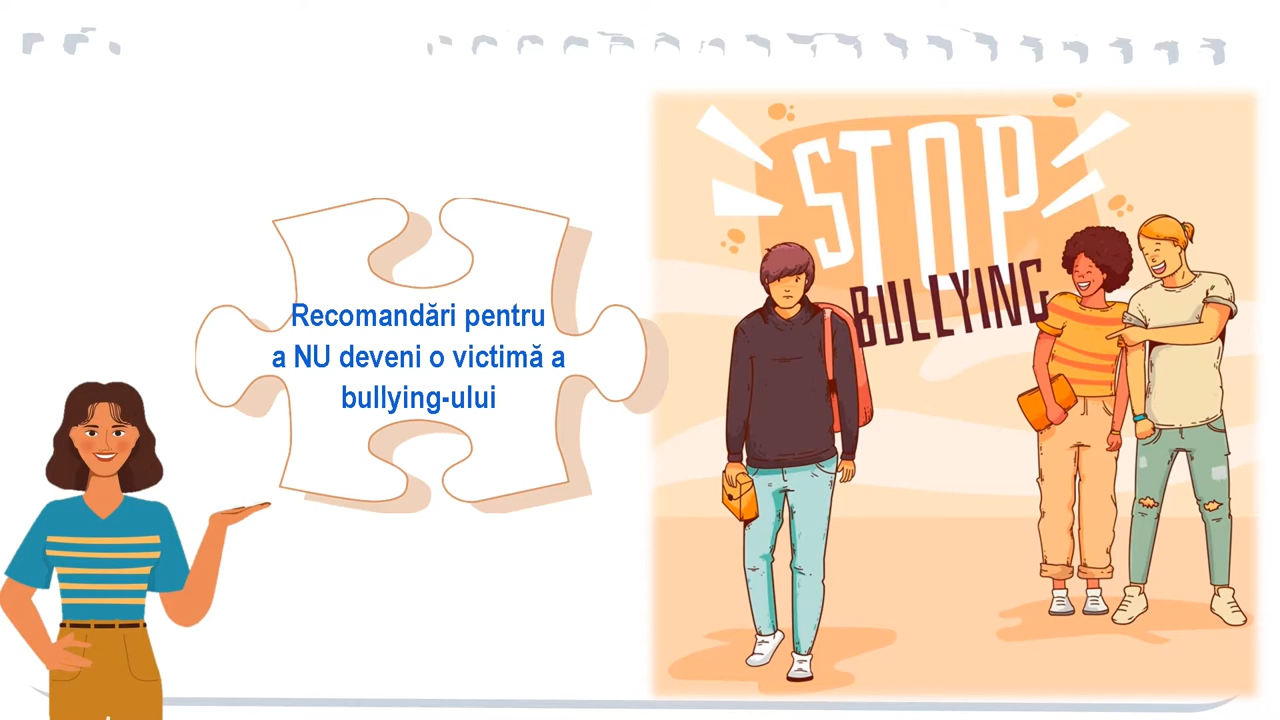 Recomandări pentru
a NU deveni o victimă a
bullying-ului
STOP
BULLYING